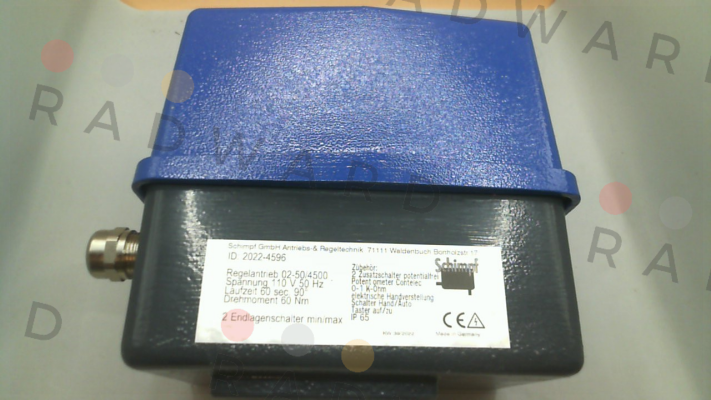 RADWARD
RADWARD
RADWARD
Schimpf GmbH Antriebs-& Regeltechnik 71111 Waldenbuch Bonholzstr.17
ID.:2022-4596
Regelantrieb 02-50/4500
Spannung 110 V 50 Hz
Laufzeit 60 sec. 90°
Drehmoment 60 Nm
2 Endlagenschalter min/max
Schimpf
Zubehör:
2 Zusatzschalter potentialfrei
Potentiometer Contelec
0-1 K-Ohm
elektrische Handverstellung
Schalter Hand/Auto
Taster auf/zu
IP 65
CE
Made in Germany